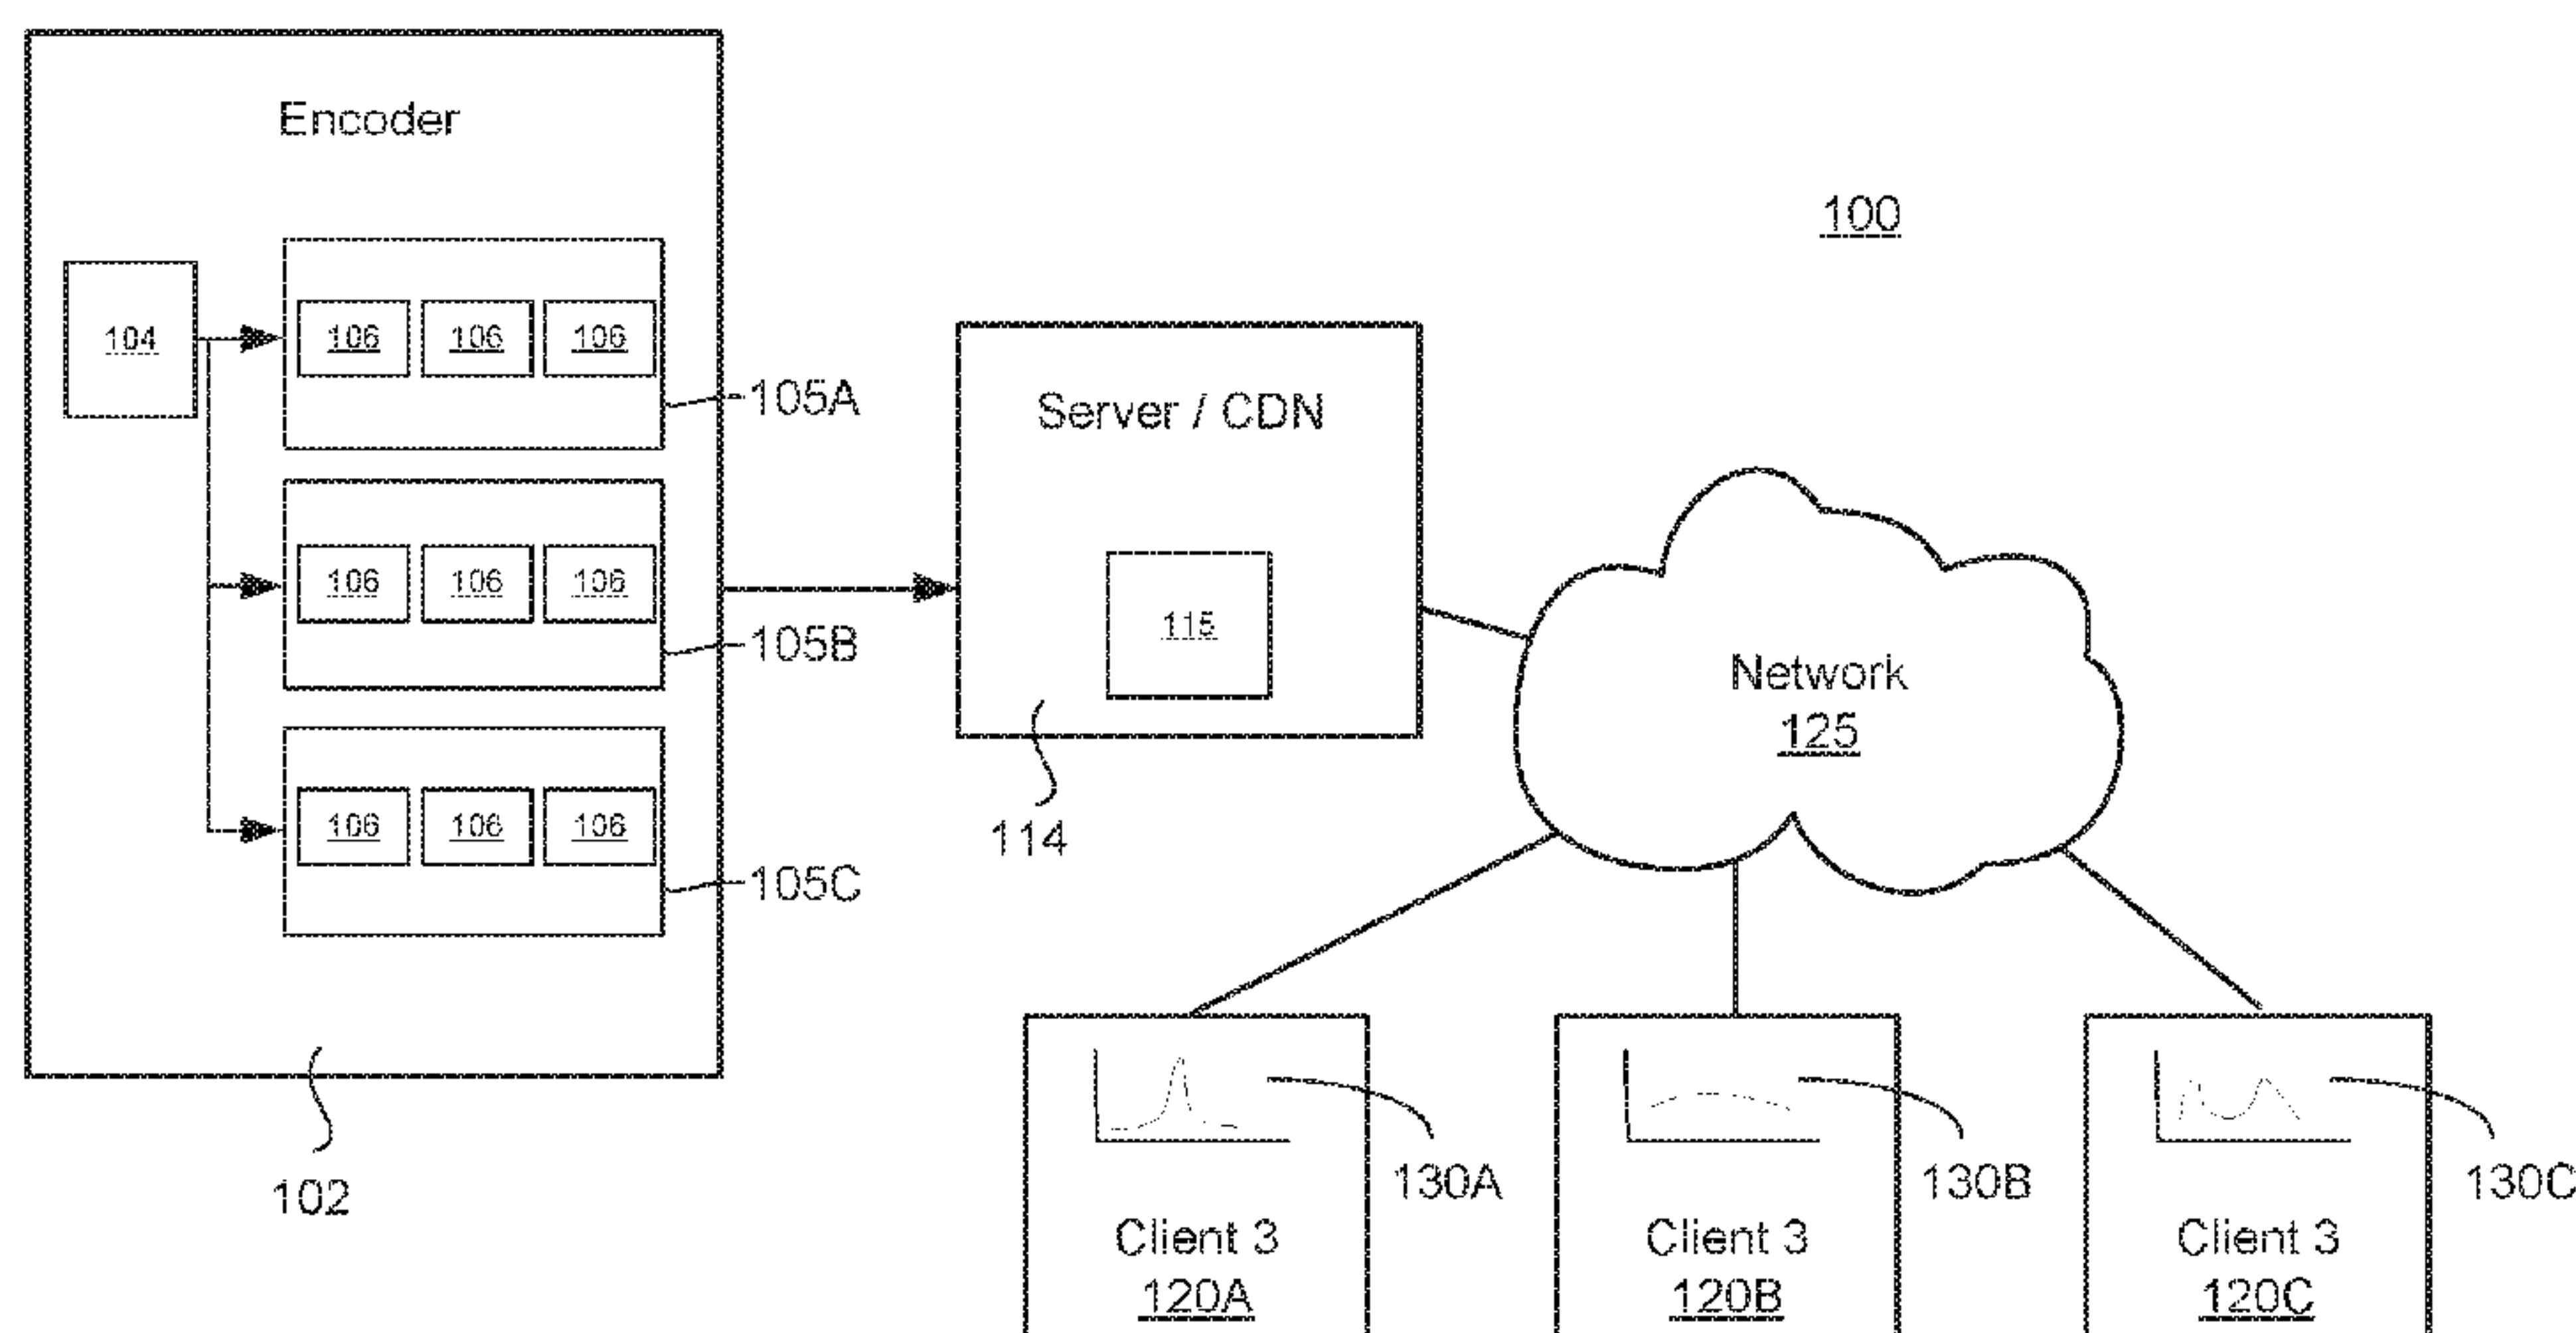 Encoder
100
104
106 106 106
105A
Server / CDN
106 106 106
115
105B
Network
125
106 106 106
114
105C
102
130A
130B
130C
Client 3
120A
Client 3
120B
Client 3
120C